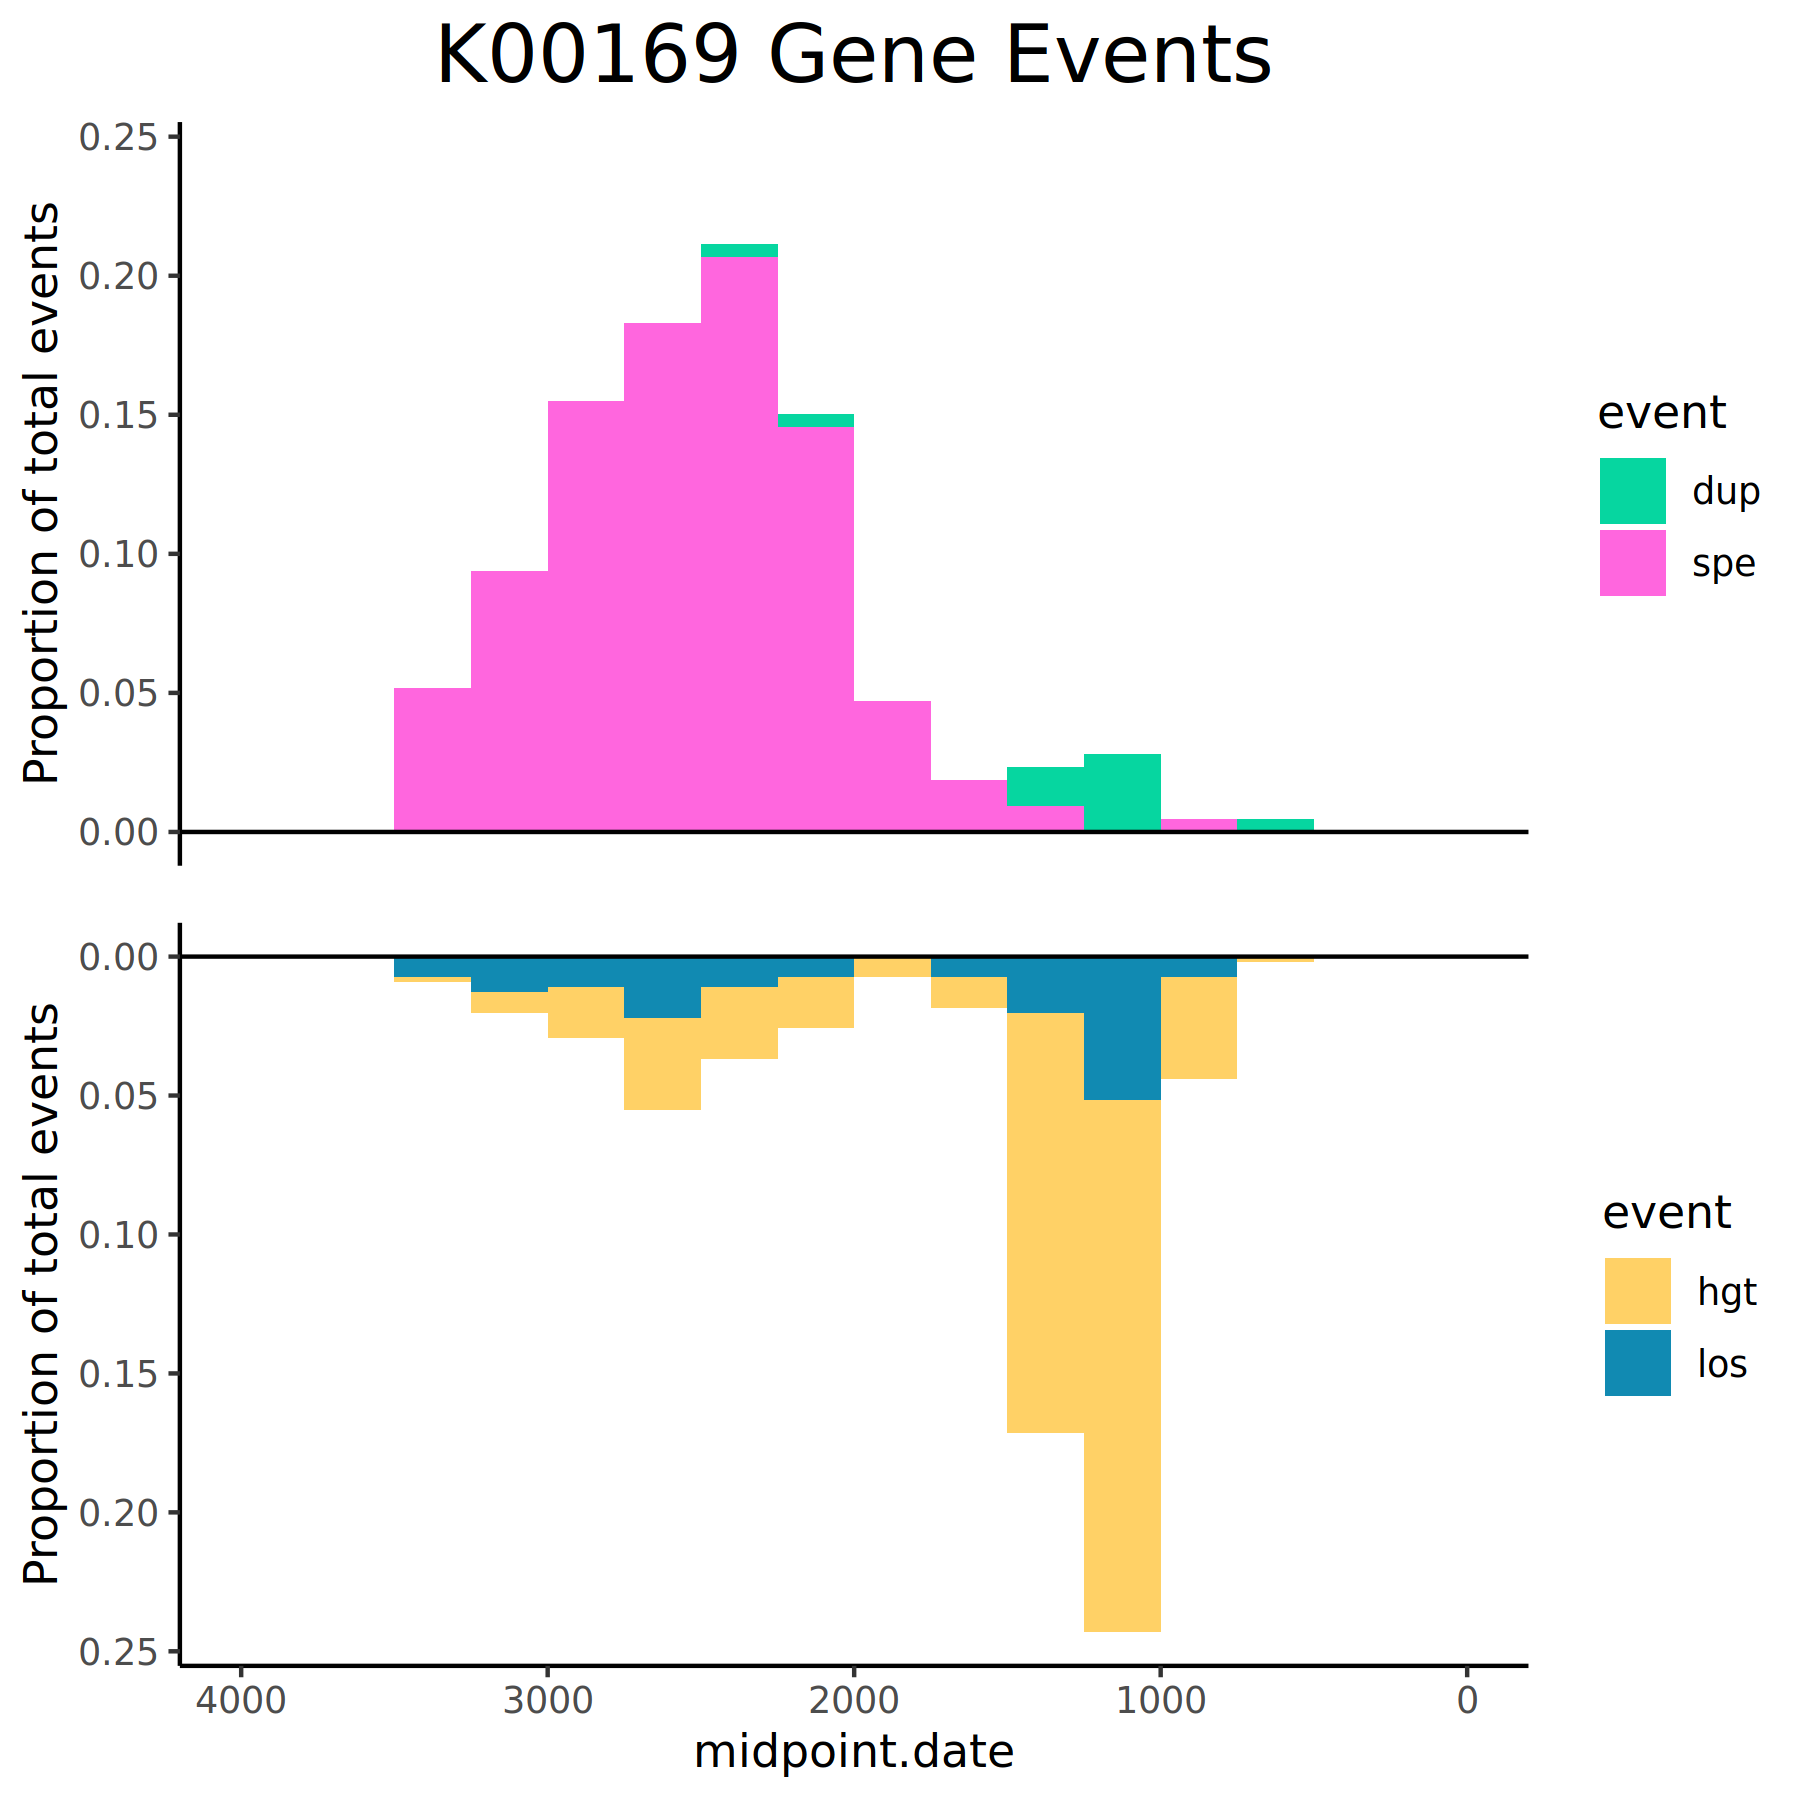 K00169 Gene Events
Proportion of total events
0.25
0.20
0.15
0.10
0.05
0.00
event
dup
spe
Proportion of total events
0.00
0.05
0.10
0.15
0.20
0.25
event
hgt
los
4000 3000 2000 1000 0
midpoint.date